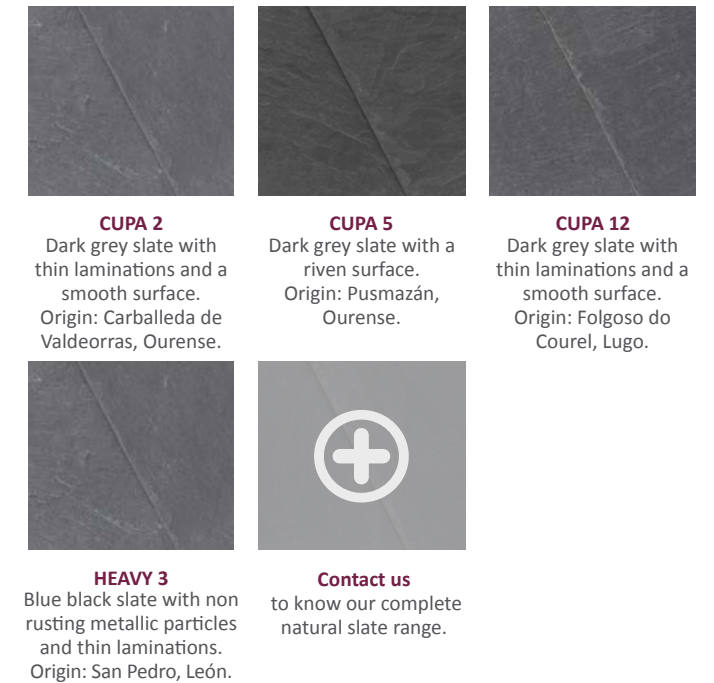 CUPA 2
Dark grey slate with
thin laminations and a
smooth surface.
Origin: Carballeda de
Valdeorras, Ourense.
CUPA 5
Dark grey slate with a
riven surface.
Origin: Pusmazán,
Ourense.
CUPA 12
Dark grey slate with
thin laminations and a
smooth surface.
Origin: Folgoso do
Courel, Lugo.
HEAVY 3
Blue black slate with non
rusting metallic particles
and thin laminations.
Origin: San Pedro, León.
Contact us
to know our complete
natural slate range.